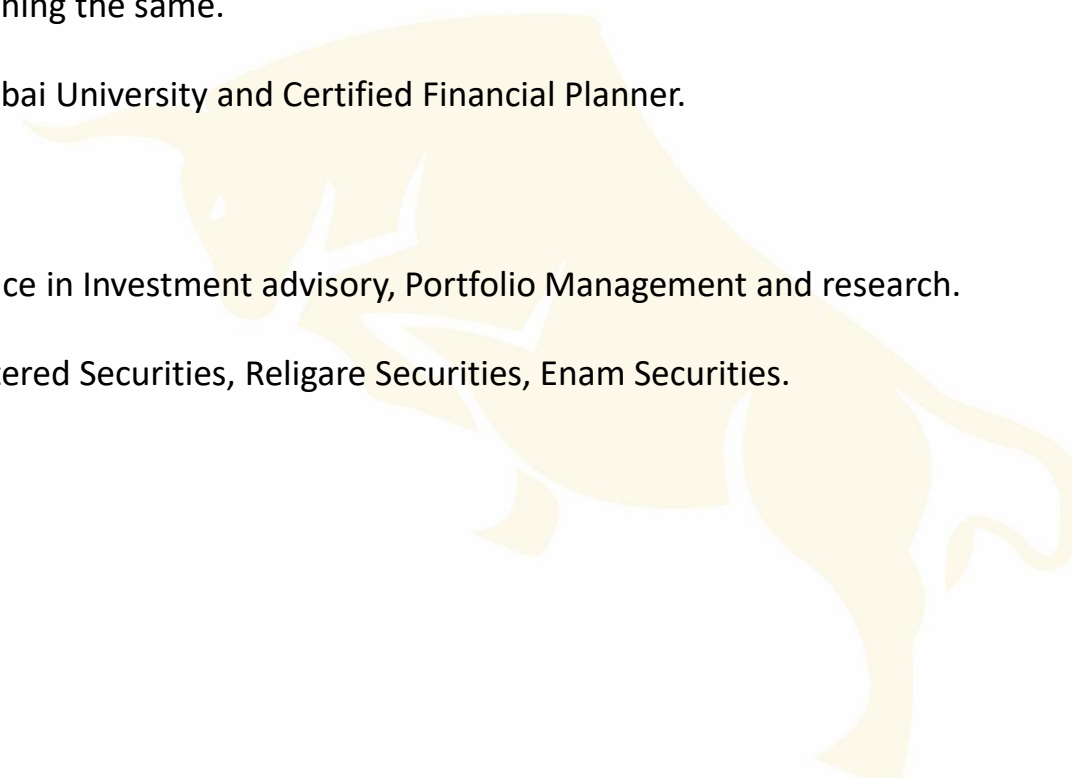 ning the same.
bai University and Certified Financial Planner.
ce in Investment advisory, Portfolio Management and research.
ered Securities, Religare Securities, Enam Securities.